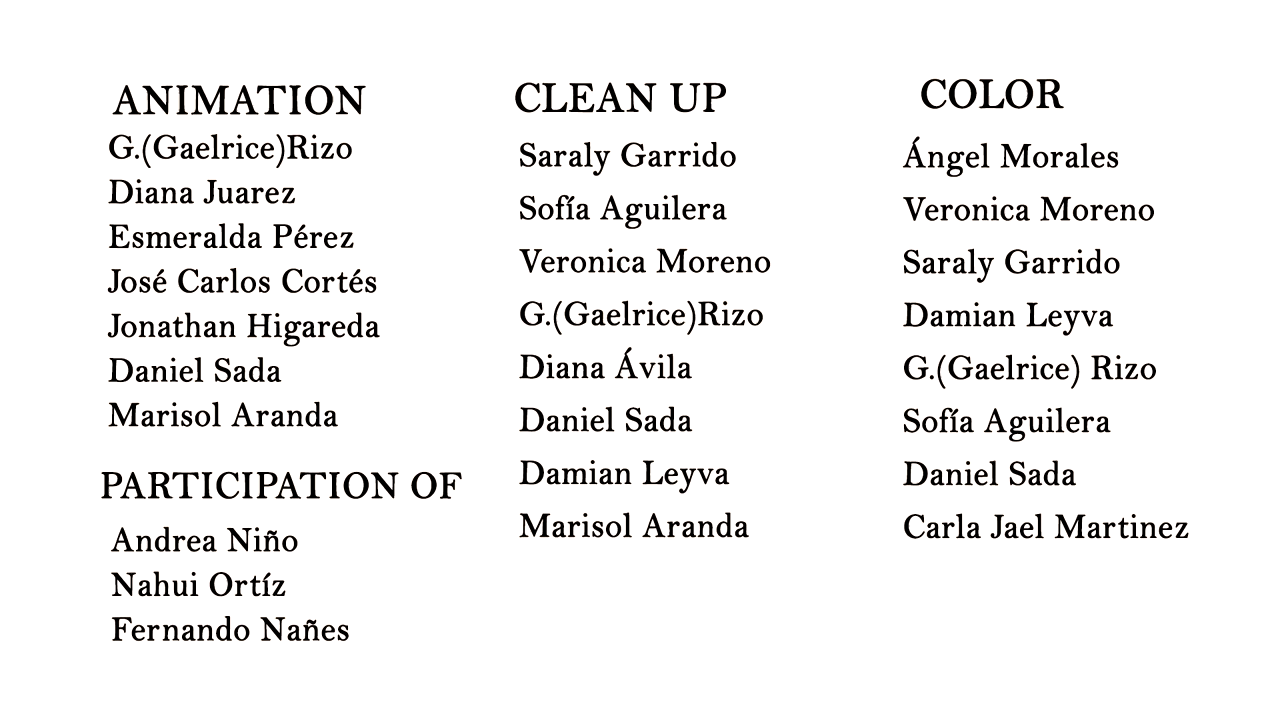 ANIMATION
G.(Gaelrice)Rizo
Diana Juarez
Esmeralda Pérez
José Carlos Cortés
Jonathan Higareda
Daniel Sada
Marisol Aranda
PARTICIPATION OF
Andrea Niño
Nahui Ortíz
Fernando Nañes
CLEAN UP
Saraly Garrido
Sofía Aguilera
Veronica Moreno
G.(Gaelrice)Rizo
Diana Ávila
Daniel Sada
Damian Leyva
Marisol Aranda
COLOR
Ángel Morales
Veronica Moreno
Saraly Garrido
Damian Leyva
G.(Gaelrice) Rizo
Sofía Aguilera
Daniel Sada
Carla Jael Martinez